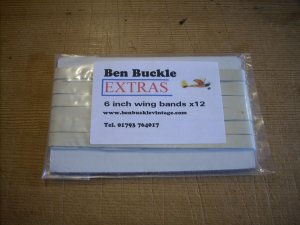 Ben Buckle
EXTRAS
6 inch wing bands x12
www.benbucklevintage.com
Tel. 01793 764017